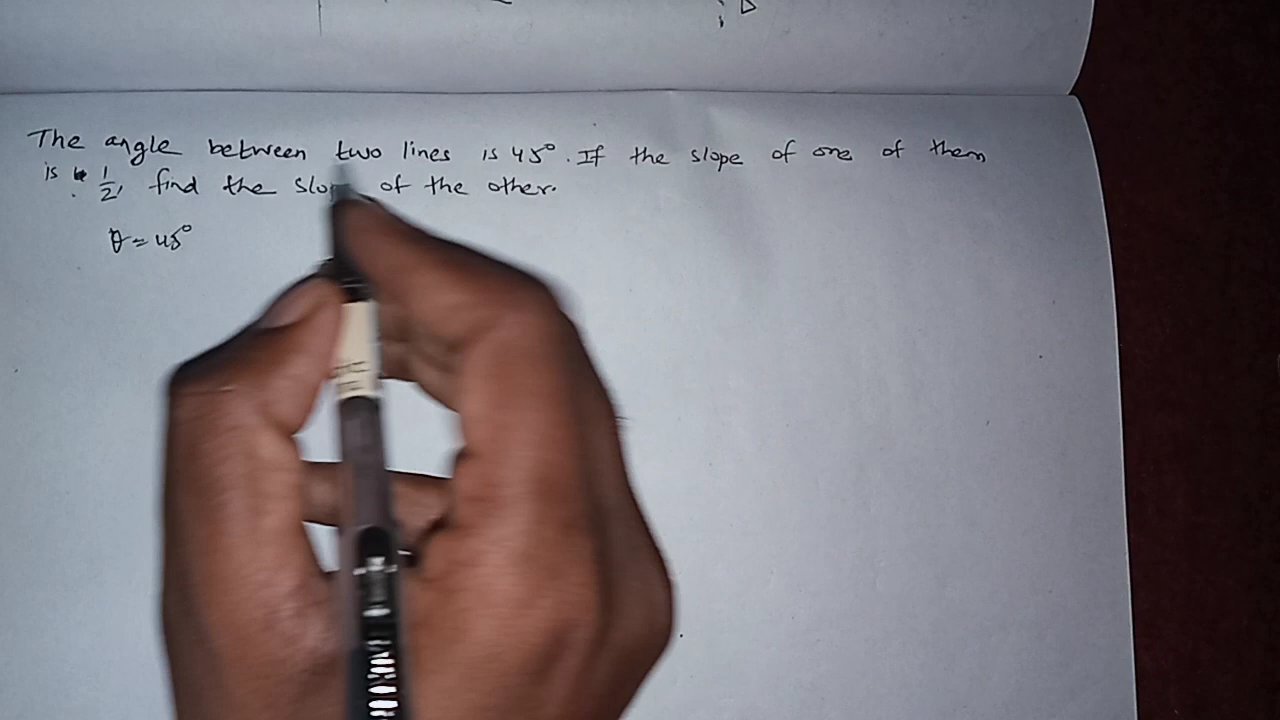 The angle between two lines is 45°. If the slope of one of them
is 1/2, find the of the other.
θ = 45°